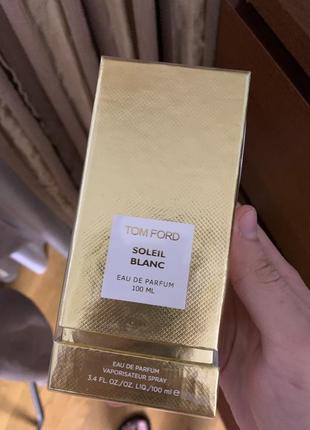 TOM FORD
SOLEIL
BLANC
EAU DE PARFUM
100 ML
EAU DE PARFUM
VAPORISATEUR SPRAY
3.4 FL.OZ./OZ. LIQ./100 ml ℮